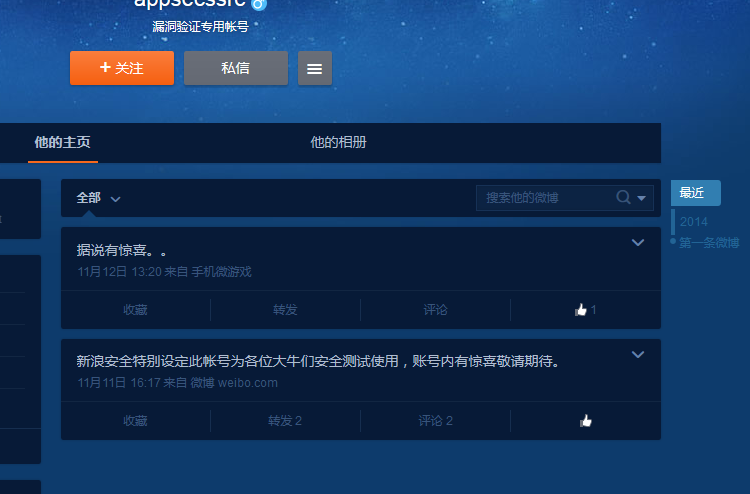 appsecssrc
漏洞验证专用帐号
+ 关注
私信
他的主页
他的相册
全部
搜索他的微博
最近
2014
第一条微博
据说有惊喜。。
11月12日 13:20 来自 手机微游戏
收藏
转发
评论
1
新浪安全特别设定此帐号为各位大牛们安全测试使用，账号内有惊喜敬请期待。
11月11日 16:17 来自 微博 weibo.com
收藏
转发 2
评论 2